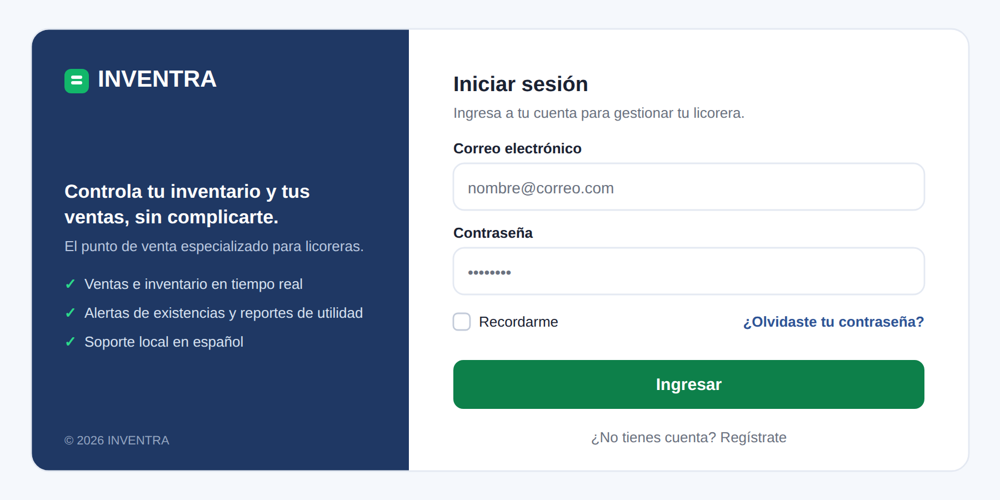 INVENTRA
Controla tu inventario y tus
ventas, sin complicarte.
El punto de venta especializado para licoreras.
✓ Ventas e inventario en tiempo real
✓ Alertas de existencias y reportes de utilidad
✓ Soporte local en español
© 2026 INVENTRA
Iniciar sesión
Ingresa a tu cuenta para gestionar tu licorera.
Correo electrónico
nombre@correo.com
Contraseña
••••••••
Recordarme
¿Olvidaste tu contraseña?
Ingresar
¿No tienes cuenta? Regístrate